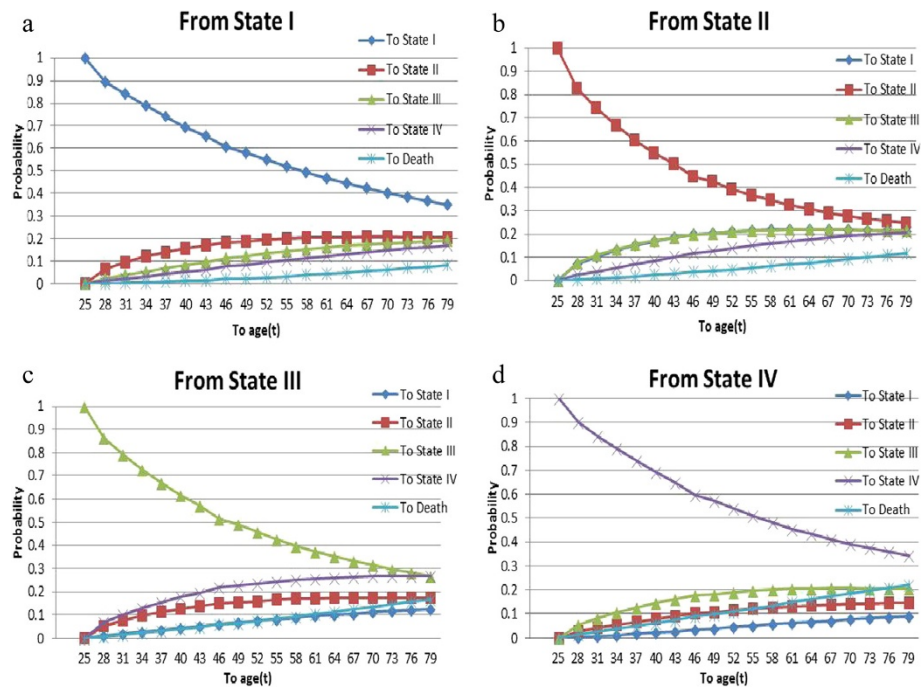 a
From State I
To State I
To State II
To State III
To State IV
To Death
Probability
1
0.9
0.8
0.7
0.6
0.5
0.4
0.3
0.2
0.1
0
25 28 31 34 37 40 43 46 49 52 55 58 61 64 67 70 73 76 79
To age(t)
b
From State II
To State I
To State II
To State III
To State IV
To Death
Probability
1
0.9
0.8
0.7
0.6
0.5
0.4
0.3
0.2
0.1
0
25 28 31 34 37 40 43 46 49 52 55 58 61 64 67 70 73 76 79
To age(t)
c
From State III
To State I
To State II
To State III
To State IV
To Death
Probability
1
0.9
0.8
0.7
0.6
0.5
0.4
0.3
0.2
0.1
0
25 28 31 34 37 40 43 46 49 52 55 58 61 64 67 70 73 76 79
To age(t)
d
From State IV
To State I
To State II
To State III
To State IV
To Death
Probability
1
0.9
0.8
0.7
0.6
0.5
0.4
0.3
0.2
0.1
0
25 28 31 34 37 40 43 46 49 52 55 58 61 64 67 70 73 76 79
To age(t)